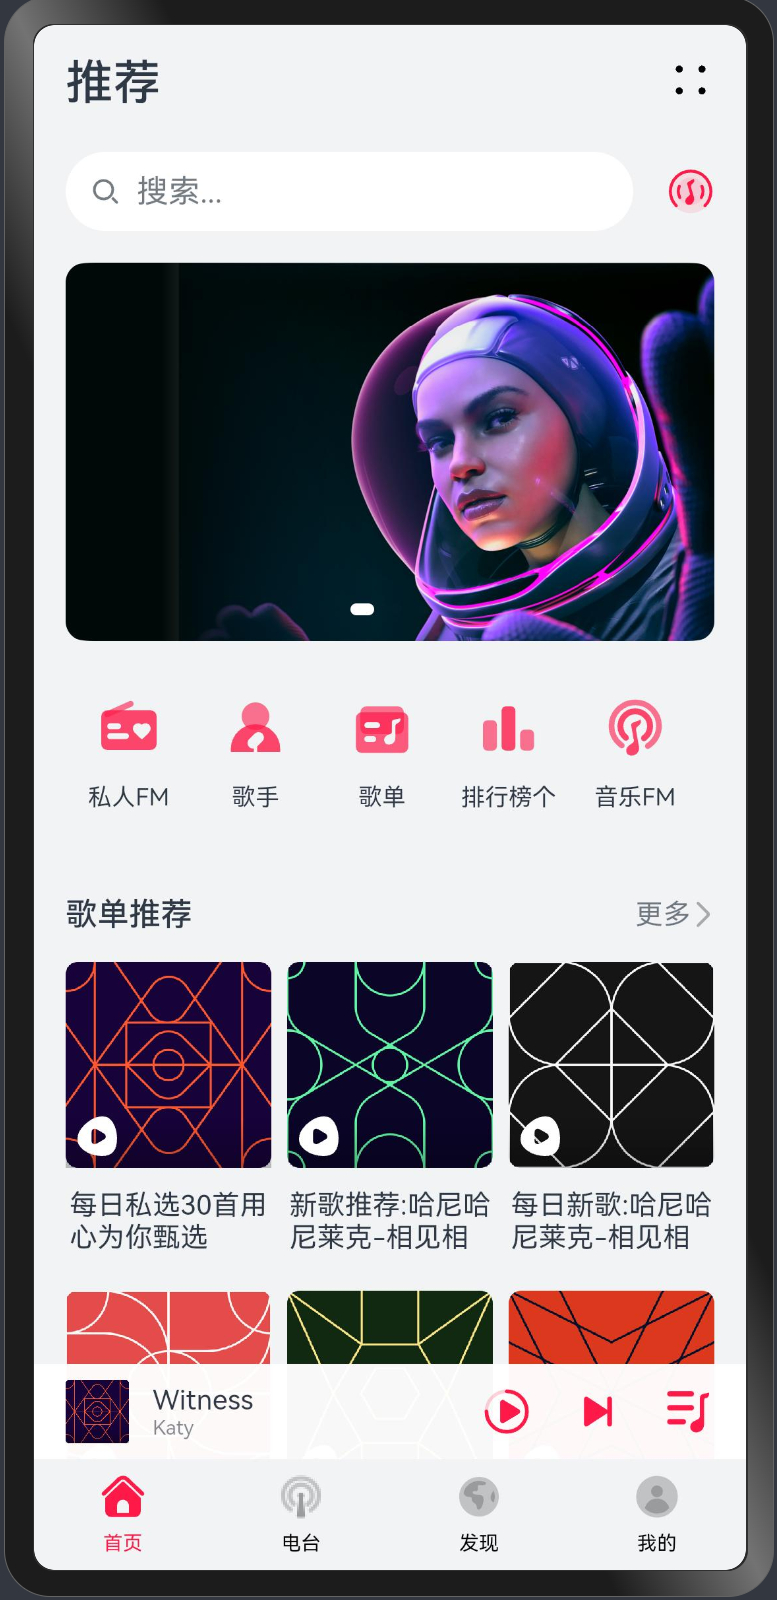 推荐
搜索...
私人FM
歌手
歌单
排行榜个
音乐FM
歌单推荐
更多
每日私选30首用
心为你甄选
新歌推荐:哈尼哈
尼莱克-相见相
每日新歌:哈尼哈
尼莱克-相见相
Witness
Katy
首页
电台
发现
我的